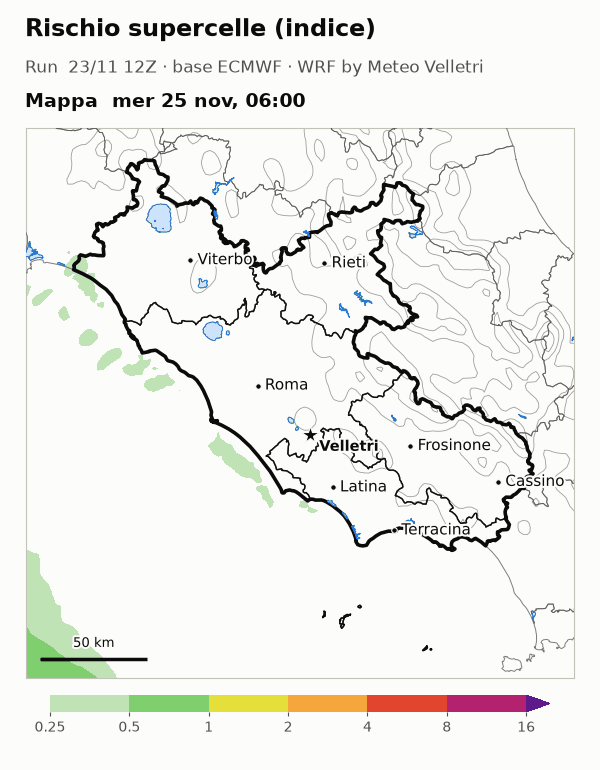 Rischio supercelle (indice)
Run  23/11 12Z · base ECMWF · WRF by Meteo Velletri
Mappa  mer 25 nov, 06:00
Viterbo
Rieti
Roma
Velletri
Frosinone
Cassino
Latina
Terracina
50 km
0.25 0.5 1 2 4 8 16